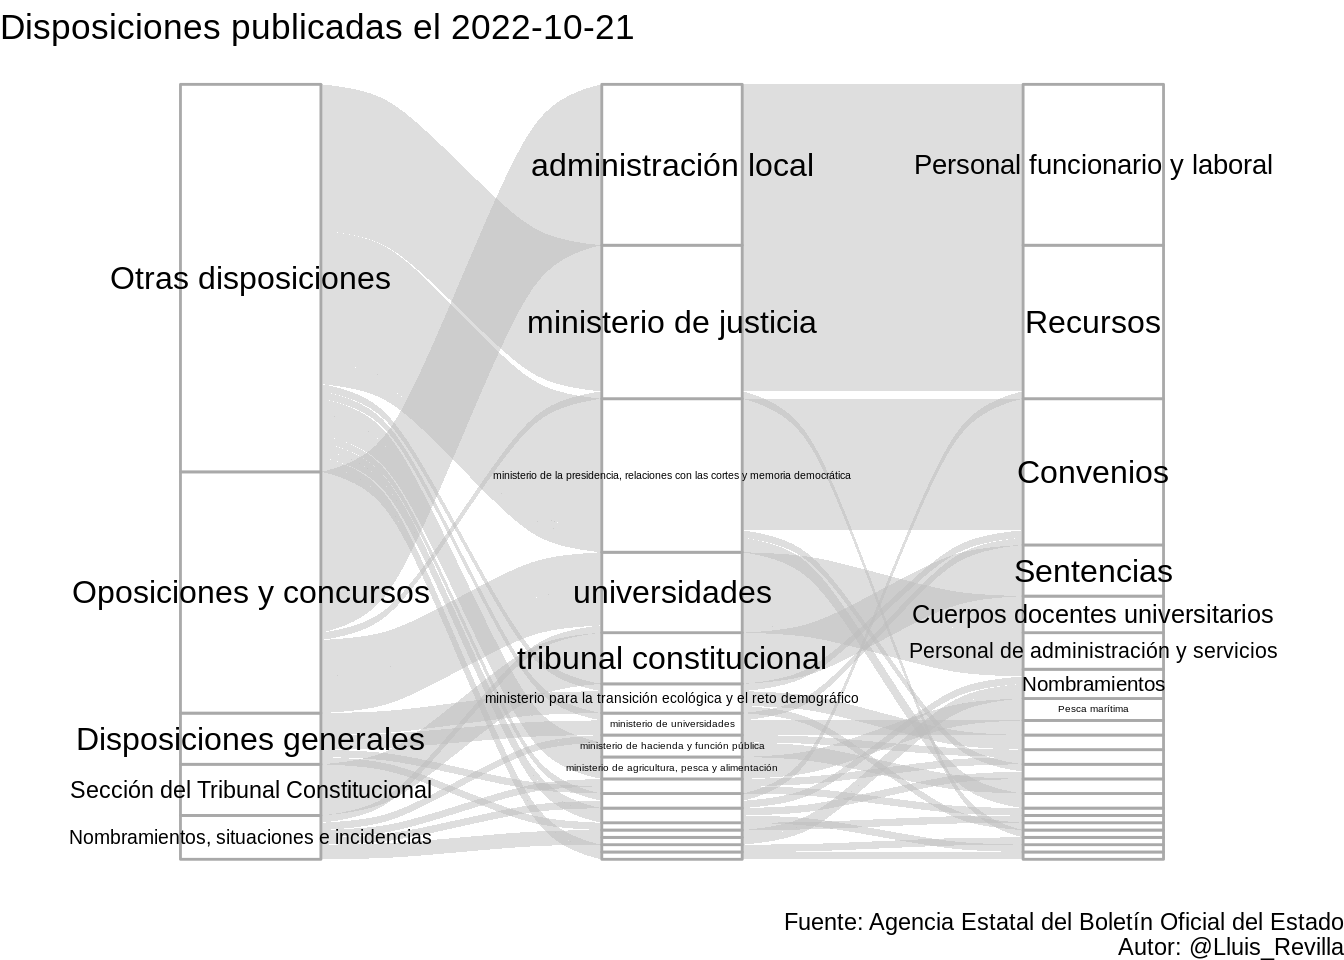 Disposiciones publicadas el 2022-10-21
Otras disposiciones
Oposiciones y concursos
Disposiciones generales
Sección del Tribunal Constitucional
Nombramientos, situaciones e incidencias
administración local
ministerio de justicia
ministerio de la presidencia, relaciones con las cortes y memoria democrática
universidades
tribunal constitucional
ministerio para la transición ecológica y el reto demográfico
ministerio de universidades
ministerio de hacienda y función pública
ministerio de agricultura, pesca y alimentación
Personal funcionario y laboral
Recursos
Convenios
Sentencias
Cuerpos docentes universitarios
Personal de administración y servicios
Nombramientos
Pesca marítima
Fuente: Agencia Estatal del Boletín Oficial del Estado
Autor: @Lluis_Revilla